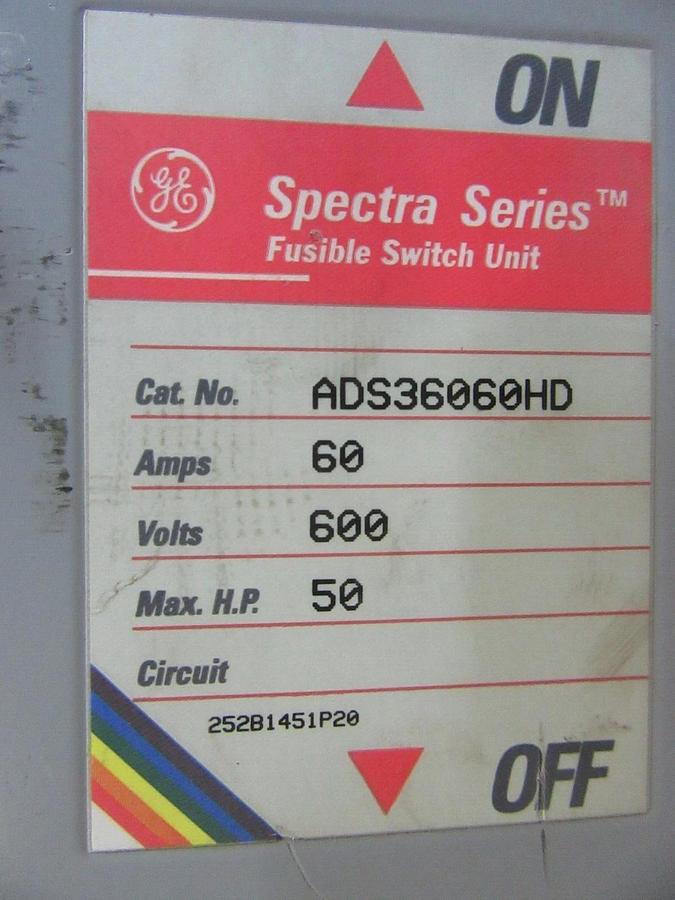 ON
GE
Spectra Series™
Fusible Switch Unit
Cat. No. ADS36060HD
Amps 60
Volts 600
Max. H.P. 50
Circuit
252B1451P20
OFF